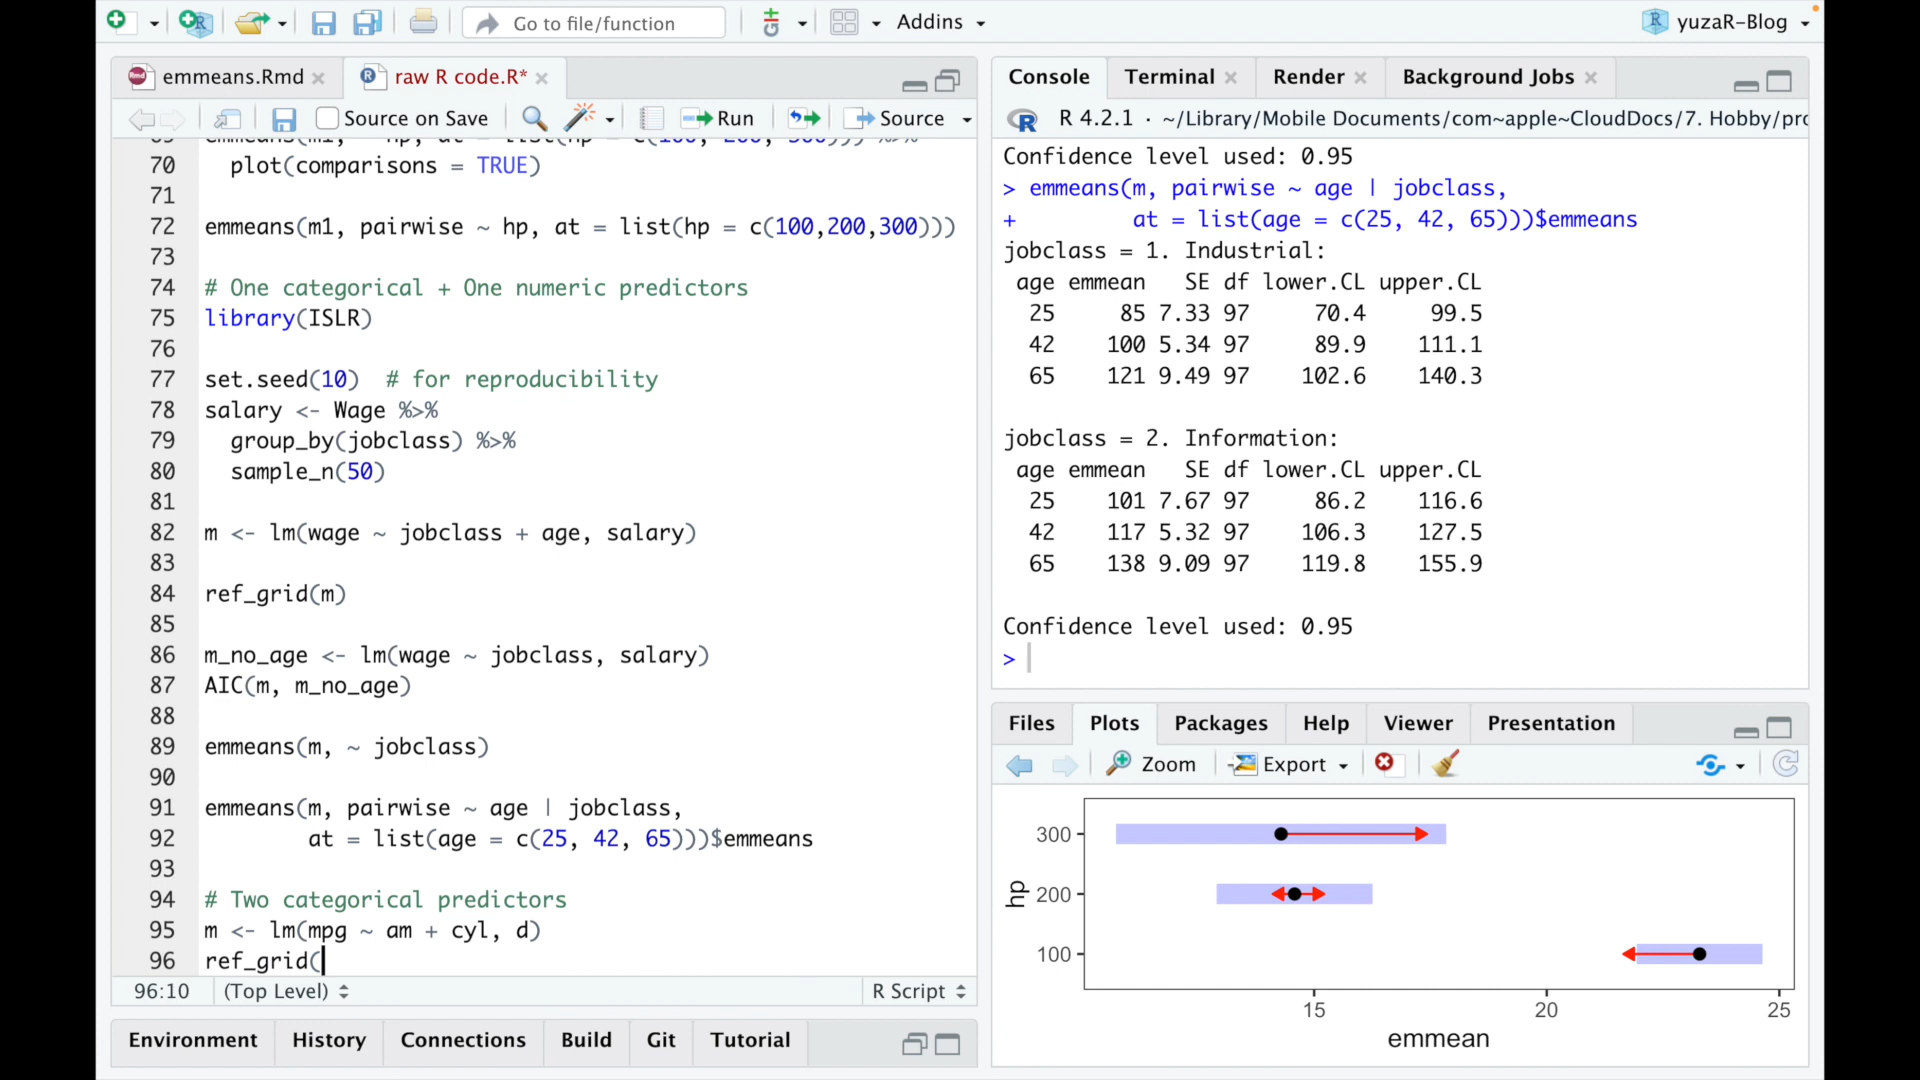 Go to file/function
Addins
yuzaR-Blog
emmeans.Rmd
raw R code.R*
Source on Save
Run
Source
70 plot(comparisons = TRUE)
71
72 emmeans(m1, pairwise ~ hp, at = list(hp = c(100,200,300)))
73
74 # One categorical + One numeric predictors
75 library(ISLR)
76
77 set.seed(10) # for reproducibility
78 salary <- Wage %>%
79 group_by(jobclass) %>%
80 sample_n(50)
81
82 m <- lm(wage ~ jobclass + age, salary)
83
84 ref_grid(m)
85
86 m_no_age <- lm(wage ~ jobclass, salary)
87 AIC(m, m_no_age)
88
89 emmeans(m, ~ jobclass)
90
91 emmeans(m, pairwise ~ age | jobclass,
92 at = list(age = c(25, 42, 65)))$emmeans
93
94 # Two categorical predictors
95 m <- lm(mpg ~ am + cyl, d)
96 ref_grid(
96:10 (Top Level) R Script
Environment History Connections Build Git Tutorial
Console Terminal Render Background Jobs
R 4.2.1 · ~/Library/Mobile Documents/com~apple~CloudDocs/7. Hobby/pro
Confidence level used: 0.95
> emmeans(m, pairwise ~ age | jobclass,
+ at = list(age = c(25, 42, 65)))$emmeans
jobclass = 1. Industrial:
age emmean SE df lower.CL upper.CL
25 85 7.33 97 70.4 99.5
42 100 5.34 97 89.9 111.1
65 121 9.49 97 102.6 140.3
jobclass = 2. Information:
age emmean SE df lower.CL upper.CL
25 101 7.67 97 86.2 116.6
42 117 5.32 97 106.3 127.5
65 138 9.09 97 119.8 155.9
Confidence level used: 0.95
>
Files Plots Packages Help Viewer Presentation
Zoom Export
300
hp
200
100
15 20 25
emmean